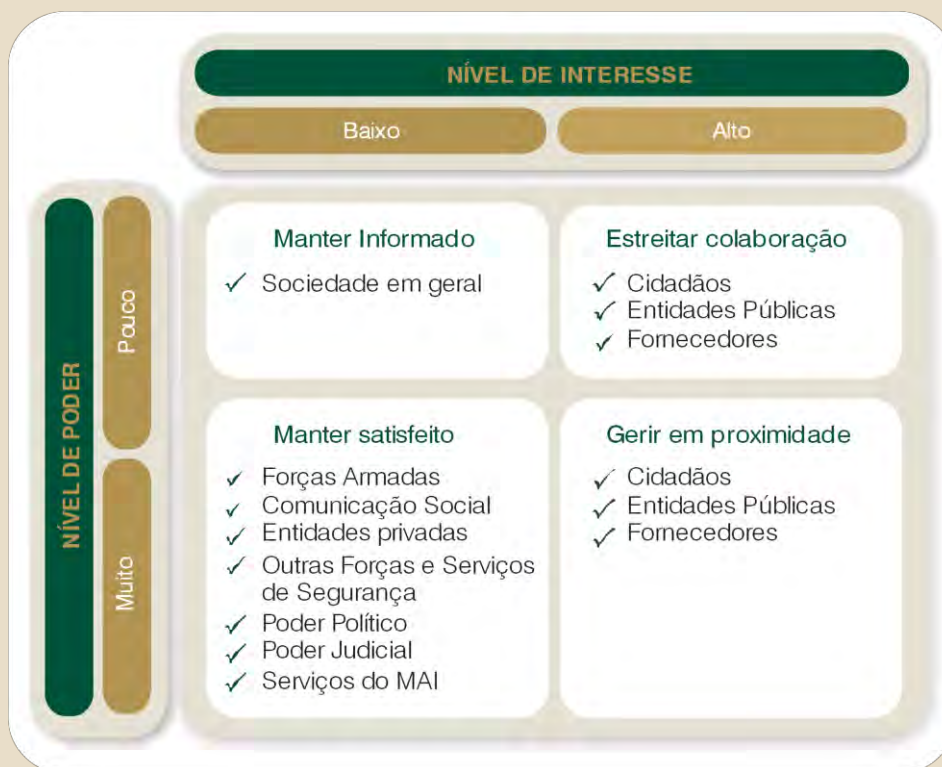 NÍVEL DE INTERESSE
Baixo
Alto
NÍVEL DE PODER
Pouco
Muito
Manter Informado
✓ Sociedade em geral
Estreitar colaboração
✓ Cidadãos
✓ Entidades Públicas
✓ Fornecedores
Manter satisfeito
✓ Forças Armadas
✓ Comunicação Social
✓ Entidades privadas
✓ Outras Forças e Serviços
de Segurança
✓ Poder Político
✓ Poder Judicial
✓ Serviços do MAI
Gerir em proximidade
✓ Cidadãos
✓ Entidades Públicas
✓ Fornecedores